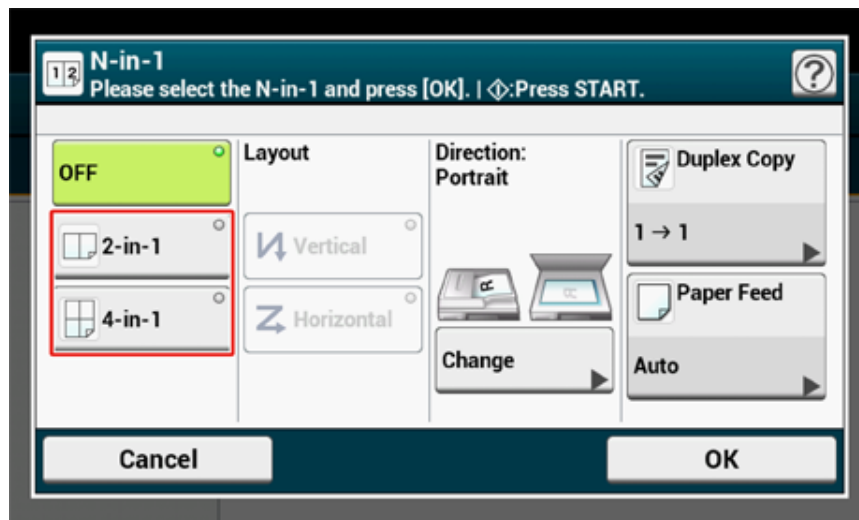 N-in-1
Please select the N-in-1 and press [OK]. | :Press START.
OFF
2-in-1
4-in-1
Layout
Vertical
Horizontal
Direction:
Portrait
Change
Duplex Copy
1 → 1
Paper Feed
Auto
Cancel
OK